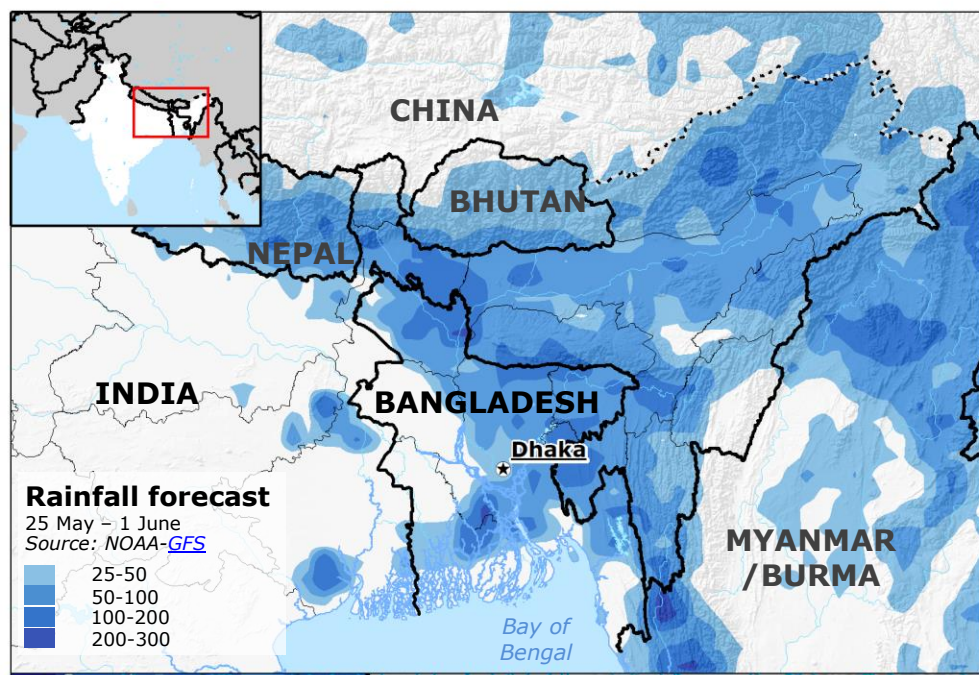 CHINA
BHUTAN
NEPAL
INDIA
BANGLADESH
Dhaka
MYANMAR
/BURMA
Bay of
Bengal
Rainfall forecast
25 May – 1 June
Source: NOAA-GFS
25-50
50-100
100-200
200-300